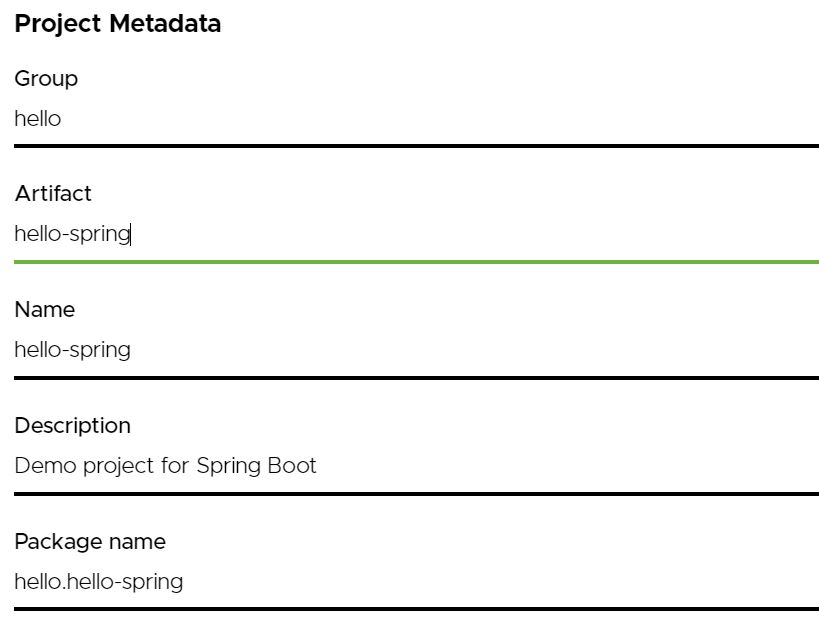 Project Metadata
Group
hello
Artifact
hello-spring
Name
hello-spring
Description
Demo project for Spring Boot
Package name
hello.hello-spring